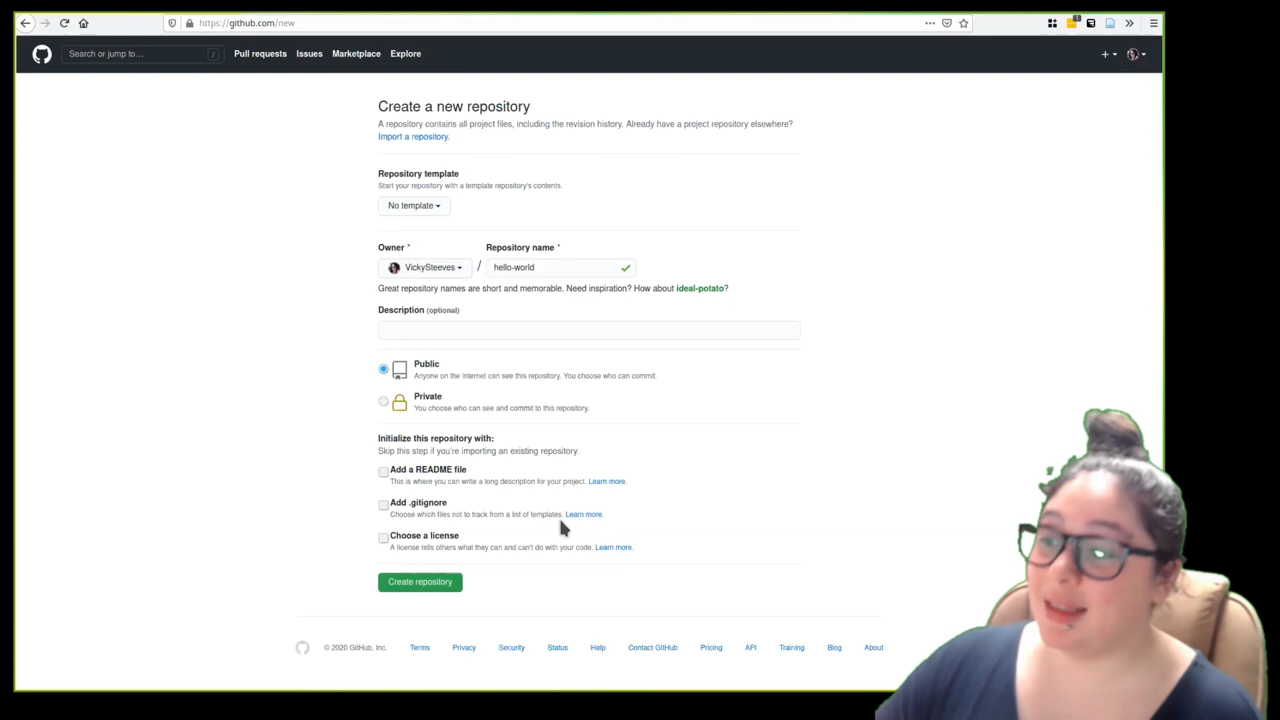 https://github.com/new
1
Search or jump to… /
Pull requests Issues Marketplace Explore
Create a new repository
A repository contains all project files, including the revision history. Already have a project repository elsewhere?
Import a repository.
Repository template
Start your repository with a template repository's contents.
No template
Owner * Repository name *
VickySteeves / hello-world
Great repository names are short and memorable. Need inspiration? How about ideal-potato?
Description (optional)
Public
Anyone on the internet can see this repository. You choose who can commit.
Private
You choose who can see and commit to this repository.
Initialize this repository with:
Skip this step if you're importing an existing repository.
Add a README file
This is where you can write a long description for your project. Learn more.
Add .gitignore
Choose which files not to track from a list of templates. Learn more.
Choose a license
A license tells others what they can and can't do with your code. Learn more.
Create repository
© 2020 GitHub, Inc. Terms Privacy Security Status Help Contact GitHub Pricing API Training Blog About